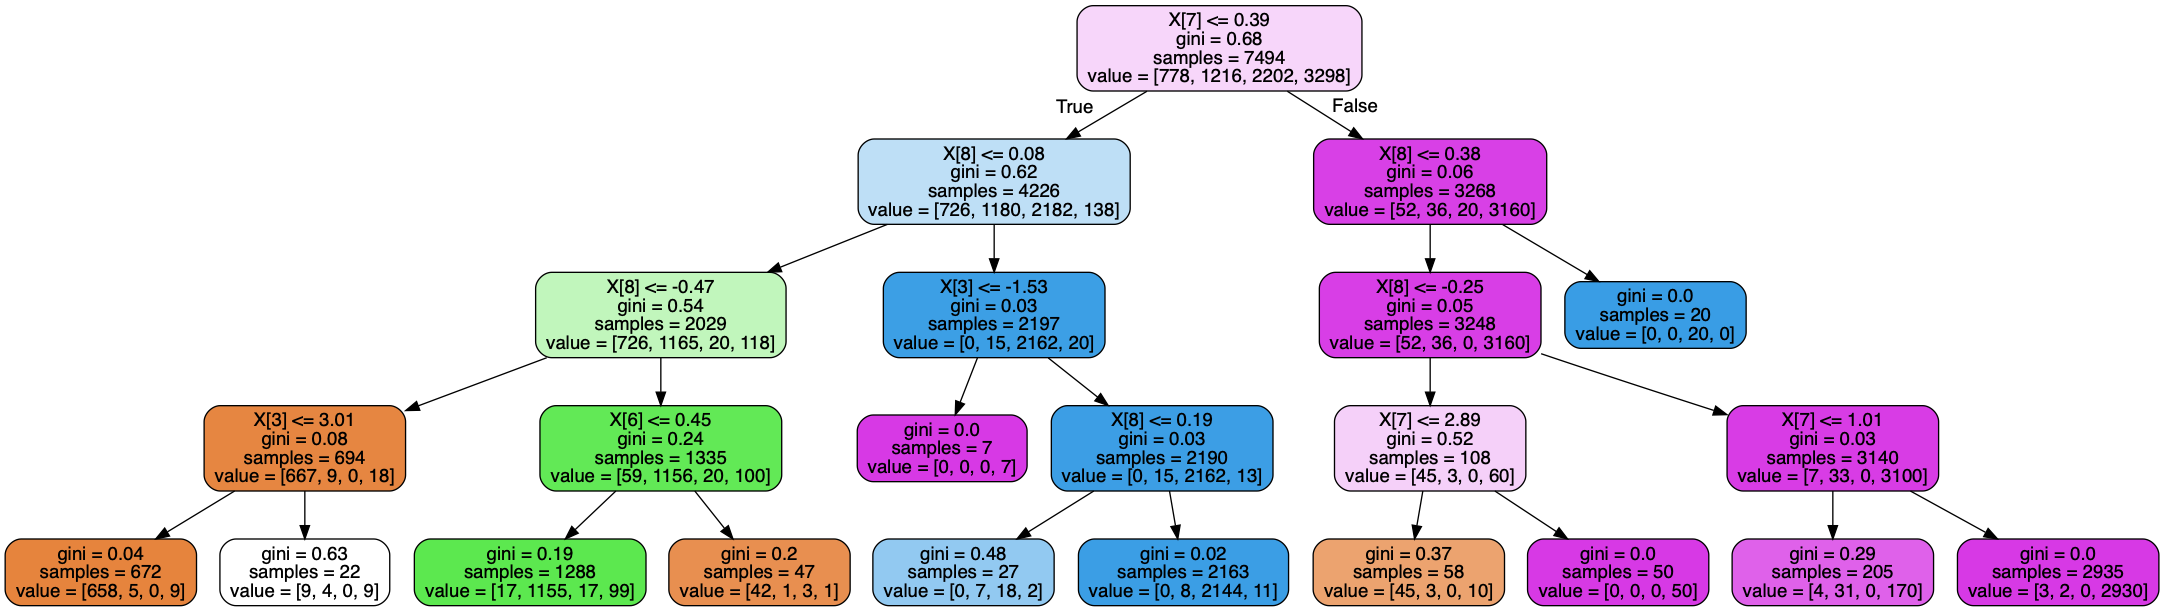 X[7] <= 0.39
gini = 0.68
samples = 7494
value = [778, 1216, 2202, 3298]
True
False
X[8] <= 0.08
gini = 0.62
samples = 4226
value = [726, 1180, 2182, 138]
X[8] <= 0.38
gini = 0.06
samples = 3268
value = [52, 36, 20, 3160]
X[8] <= -0.47
gini = 0.54
samples = 2029
value = [726, 1165, 20, 118]
X[3] <= -1.53
gini = 0.03
samples = 2197
value = [0, 15, 2162, 20]
X[8] <= -0.25
gini = 0.05
samples = 3248
value = [52, 36, 0, 3160]
gini = 0.0
samples = 20
value = [0, 0, 20, 0]
X[3] <= 3.01
gini = 0.08
samples = 694
value = [667, 9, 0, 18]
X[6] <= 0.45
gini = 0.24
samples = 1335
value = [59, 1156, 20, 100]
gini = 0.0
samples = 7
value = [0, 0, 0, 7]
X[8] <= 0.19
gini = 0.03
samples = 2190
value = [0, 15, 2162, 13]
X[7] <= 2.89
gini = 0.52
samples = 108
value = [45, 3, 0, 60]
X[7] <= 1.01
gini = 0.03
samples = 3140
value = [7, 33, 0, 3100]
gini = 0.04
samples = 672
value = [658, 5, 0, 9]
gini = 0.63
samples = 22
value = [9, 4, 0, 9]
gini = 0.19
samples = 1288
value = [17, 1155, 17, 99]
gini = 0.2
samples = 47
value = [42, 1, 3, 1]
gini = 0.48
samples = 27
value = [0, 7, 18, 2]
gini = 0.02
samples = 2163
value = [0, 8, 2144, 11]
gini = 0.37
samples = 58
value = [45, 3, 0, 10]
gini = 0.0
samples = 50
value = [0, 0, 0, 50]
gini = 0.29
samples = 205
value = [4, 31, 0, 170]
gini = 0.0
samples = 2935
value = [3, 2, 0, 2930]